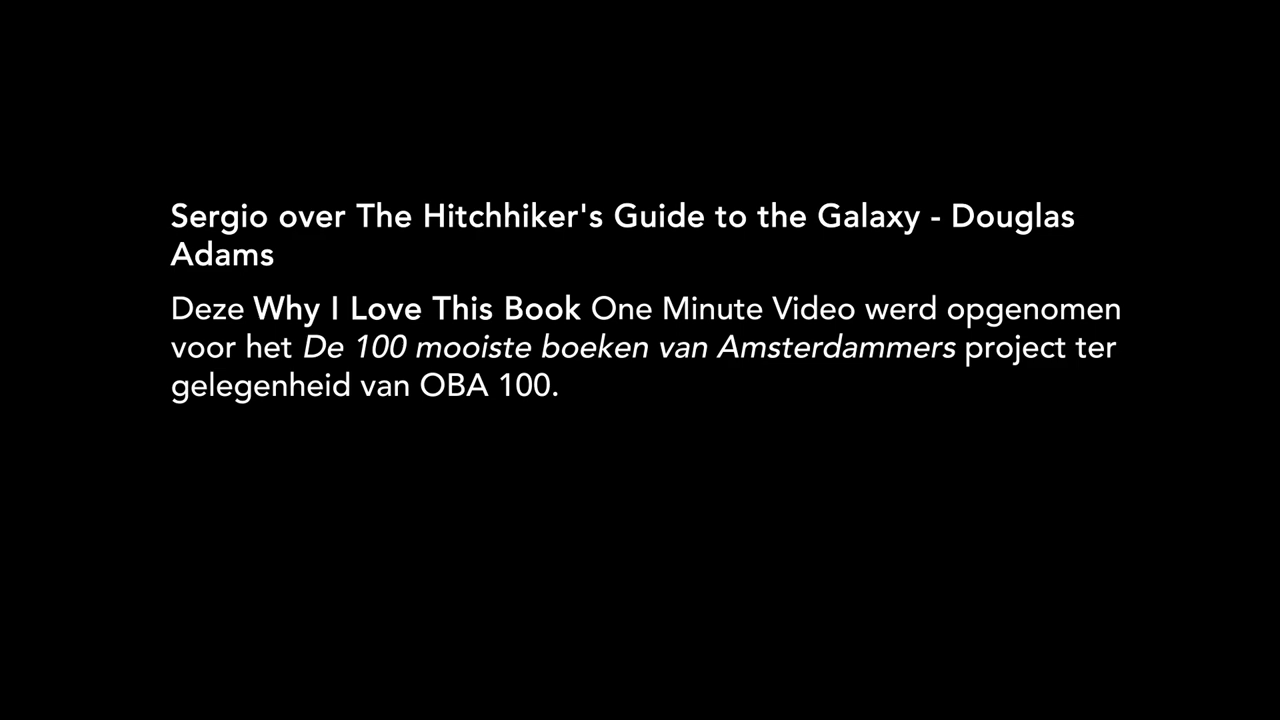 Sergio over The Hitchhiker's Guide to the Galaxy - Douglas
Adams
Deze Why I Love This Book One Minute Video werd opgenomen
voor het De 100 mooiste boeken van Amsterdammers project ter
gelegenheid van OBA 100.